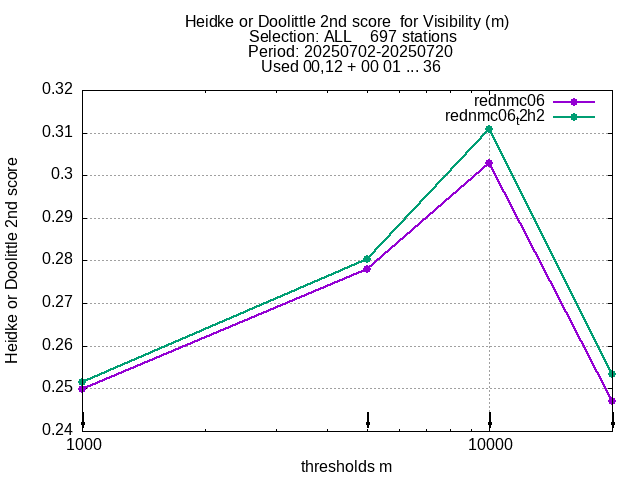 Heidke or Doolittle 2nd score  for Visibility (m)
Selection: ALL    697 stations
Period: 20250702-20250720
Used 00,12 + 00 01 ... 36
rednmc06
rednmc06_t2h2
0.32
0.31
0.3
0.29
0.28
0.27
0.26
0.25
0.24
Heidke or Doolittle 2nd score
1000
10000
thresholds m